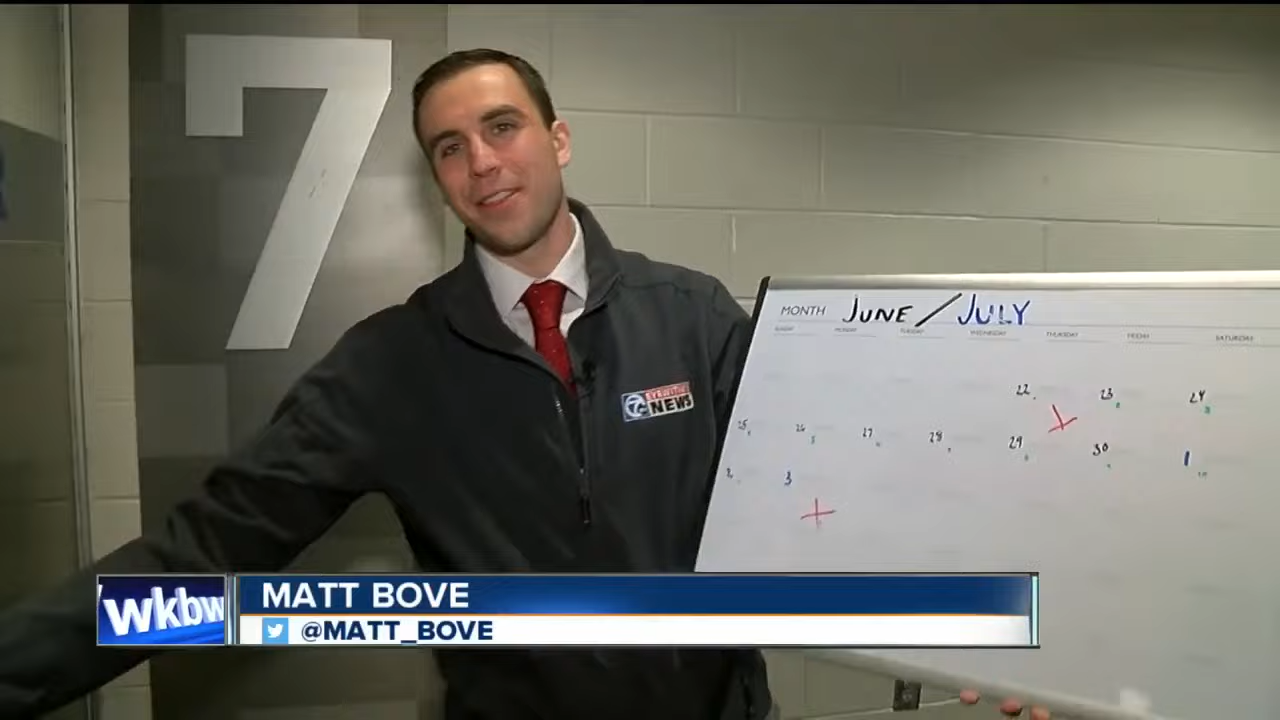 7
MONTH JUNE/JULY
SUNDAY MONDAY TUESDAY WEDNESDAY THURSDAY FRIDAY SATURDAY
7 EYEWITNESS
NEWS
22 23 24
25 26 27 28 29 30 1
2 3
wkbw
MATT BOVE
@MATT_BOVE